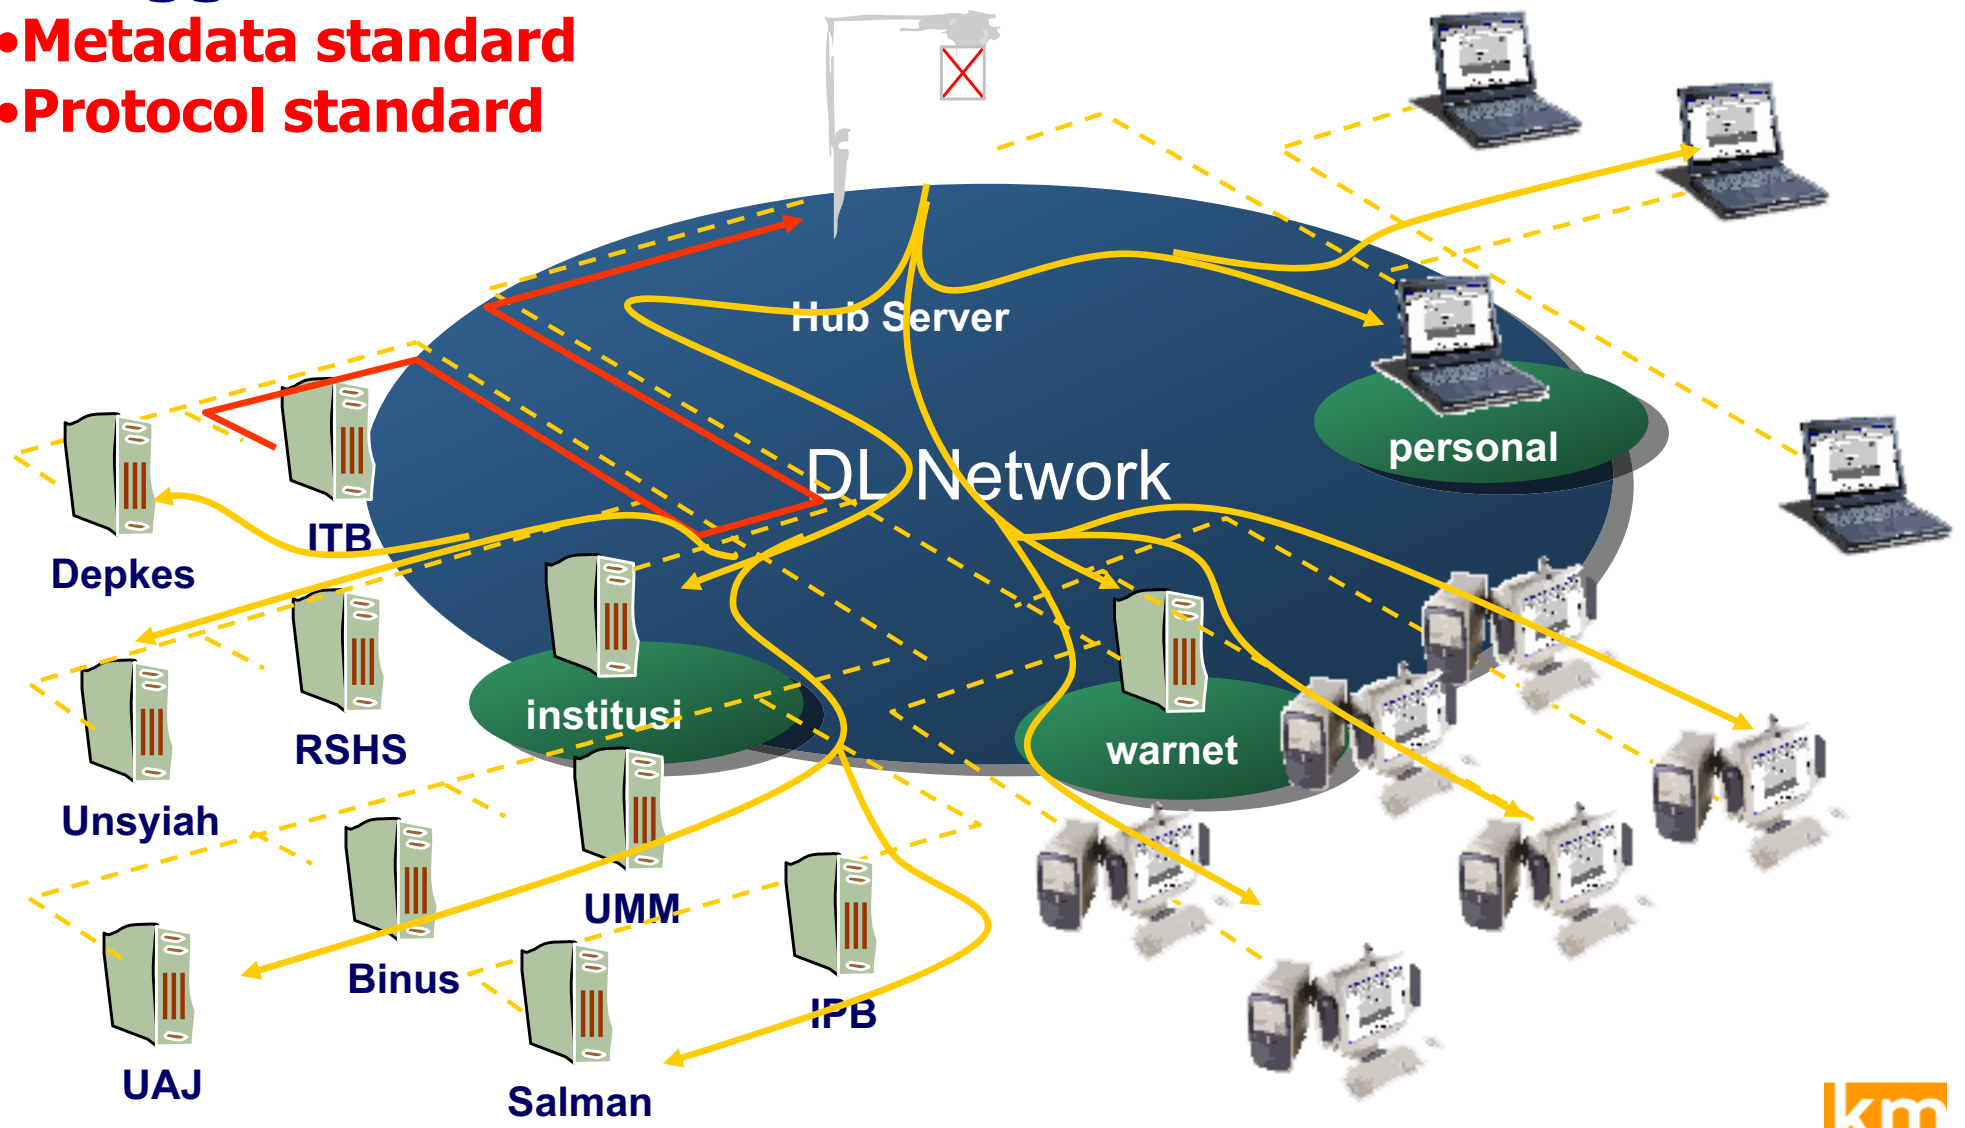 •Metadata standard
•Protocol standard
Hub Server
DL Network
personal
ITB
Depkes
institusi
warnet
RSHS
Unsyiah
UMM
Binus
IPB
UAJ
Salman
km